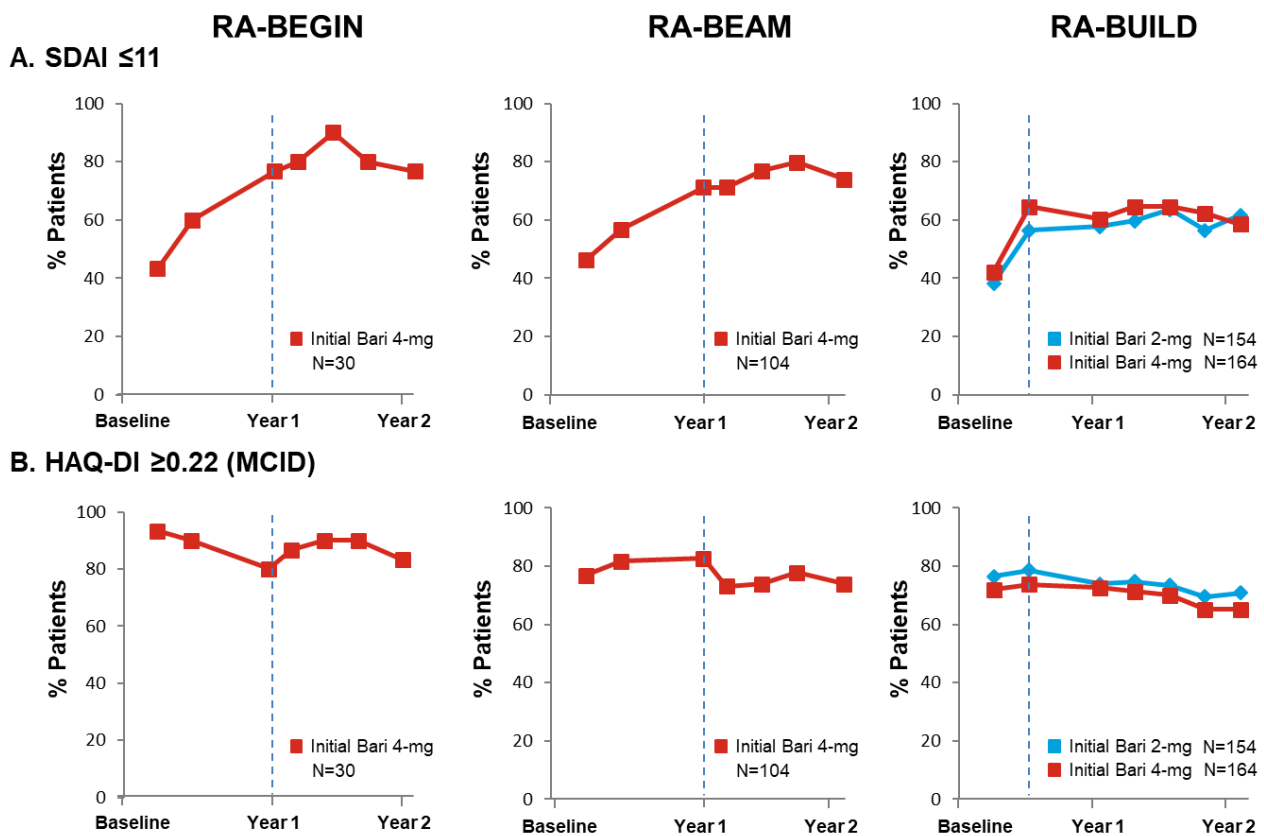 RA-BEGIN
RA-BEAM
RA-BUILD
A. SDAI ≤11
% Patients
100
80
60
40
20
0
Baseline
Year 1
Year 2
Initial Bari 4-mg
N=30
% Patients
100
80
60
40
20
0
Baseline
Year 1
Year 2
Initial Bari 4-mg
N=104
% Patients
100
80
60
40
20
0
Baseline
Year 1
Year 2
Initial Bari 2-mg N=154
Initial Bari 4-mg N=164
B. HAQ-DI ≥0.22 (MCID)
% Patients
100
80
60
40
20
0
Baseline
Year 1
Year 2
Initial Bari 4-mg
N=30
% Patients
100
80
60
40
20
0
Baseline
Year 1
Year 2
Initial Bari 4-mg
N=104
% Patients
100
80
60
40
20
0
Baseline
Year 1
Year 2
Initial Bari 2-mg N=154
Initial Bari 4-mg N=164